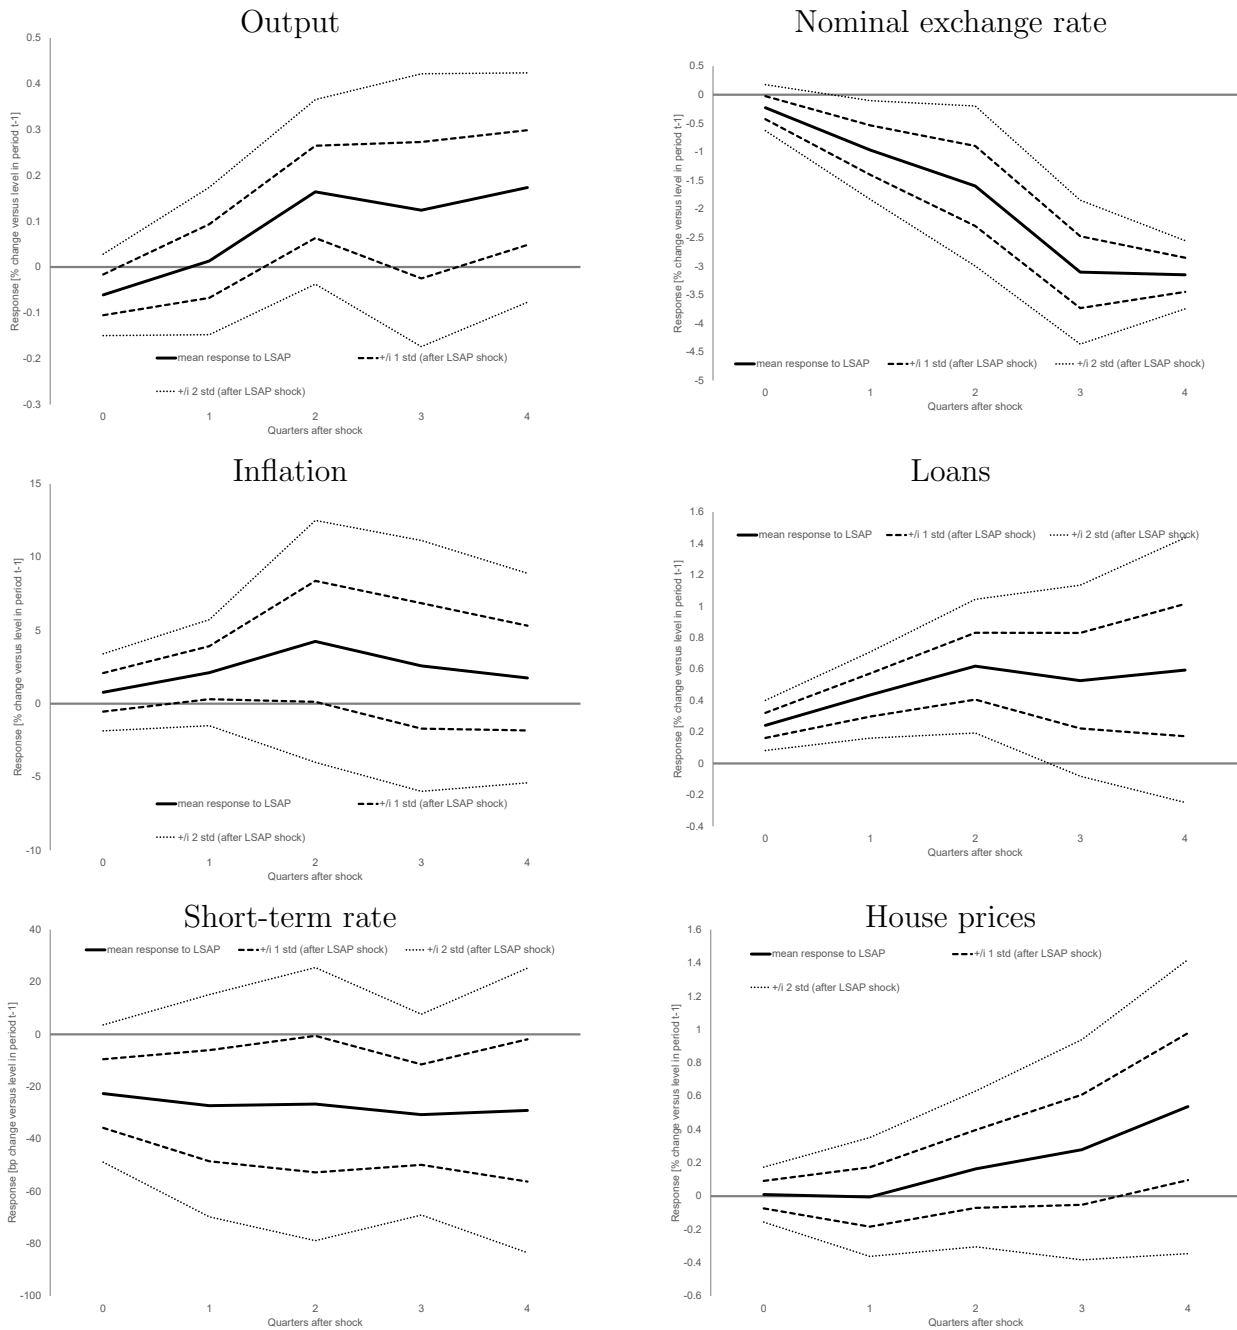 Output
0.5
0.4
0.3
0.2
0.1
0
-0.1
-0.2
-0.3
Response [% change versus level in period t-1]
mean response to LSAP
+/i 1 std (after LSAP shock)
+/i 2 std (after LSAP shock)
0 1 2 3 4
Quarters after shock
Nominal exchange rate
0.5
0
-0.5
-1
-1.5
-2
-2.5
-3
-3.5
-4
-4.5
-5
Response [% change versus level in period t-1]
mean response to LSAP
+/i 1 std (after LSAP shock)
+/i 2 std (after LSAP shock)
0 1 2 3 4
Quarters after shock
Inflation
15
10
5
0
-5
-10
Response [% change versus level in period t-1]
mean response to LSAP
+/i 1 std (after LSAP shock)
+/i 2 std (after LSAP shock)
0 1 2 3 4
Quarters after shock
Loans
1.6
1.4
1.2
1
0.8
0.6
0.4
0.2
0
-0.2
-0.4
Response [% change versus level in period t-1]
mean response to LSAP
+/i 1 std (after LSAP shock)
+/i 2 std (after LSAP shock)
0 1 2 3 4
Quarters after shock
Short-term rate
40
20
0
-20
-40
-60
-80
-100
Response [bp change versus level in period t-1]
mean response to LSAP
+/i 1 std (after LSAP shock)
+/i 2 std (after LSAP shock)
0 1 2 3 4
Quarters after shock
House prices
1.6
1.4
1.2
1
0.8
0.6
0.4
0.2
0
-0.2
-0.4
-0.6
Response [% change versus level in period t-1]
mean response to LSAP
+/i 1 std (after LSAP shock)
+/i 2 std (after LSAP shock)
0 1 2 3 4
Quarters after shock